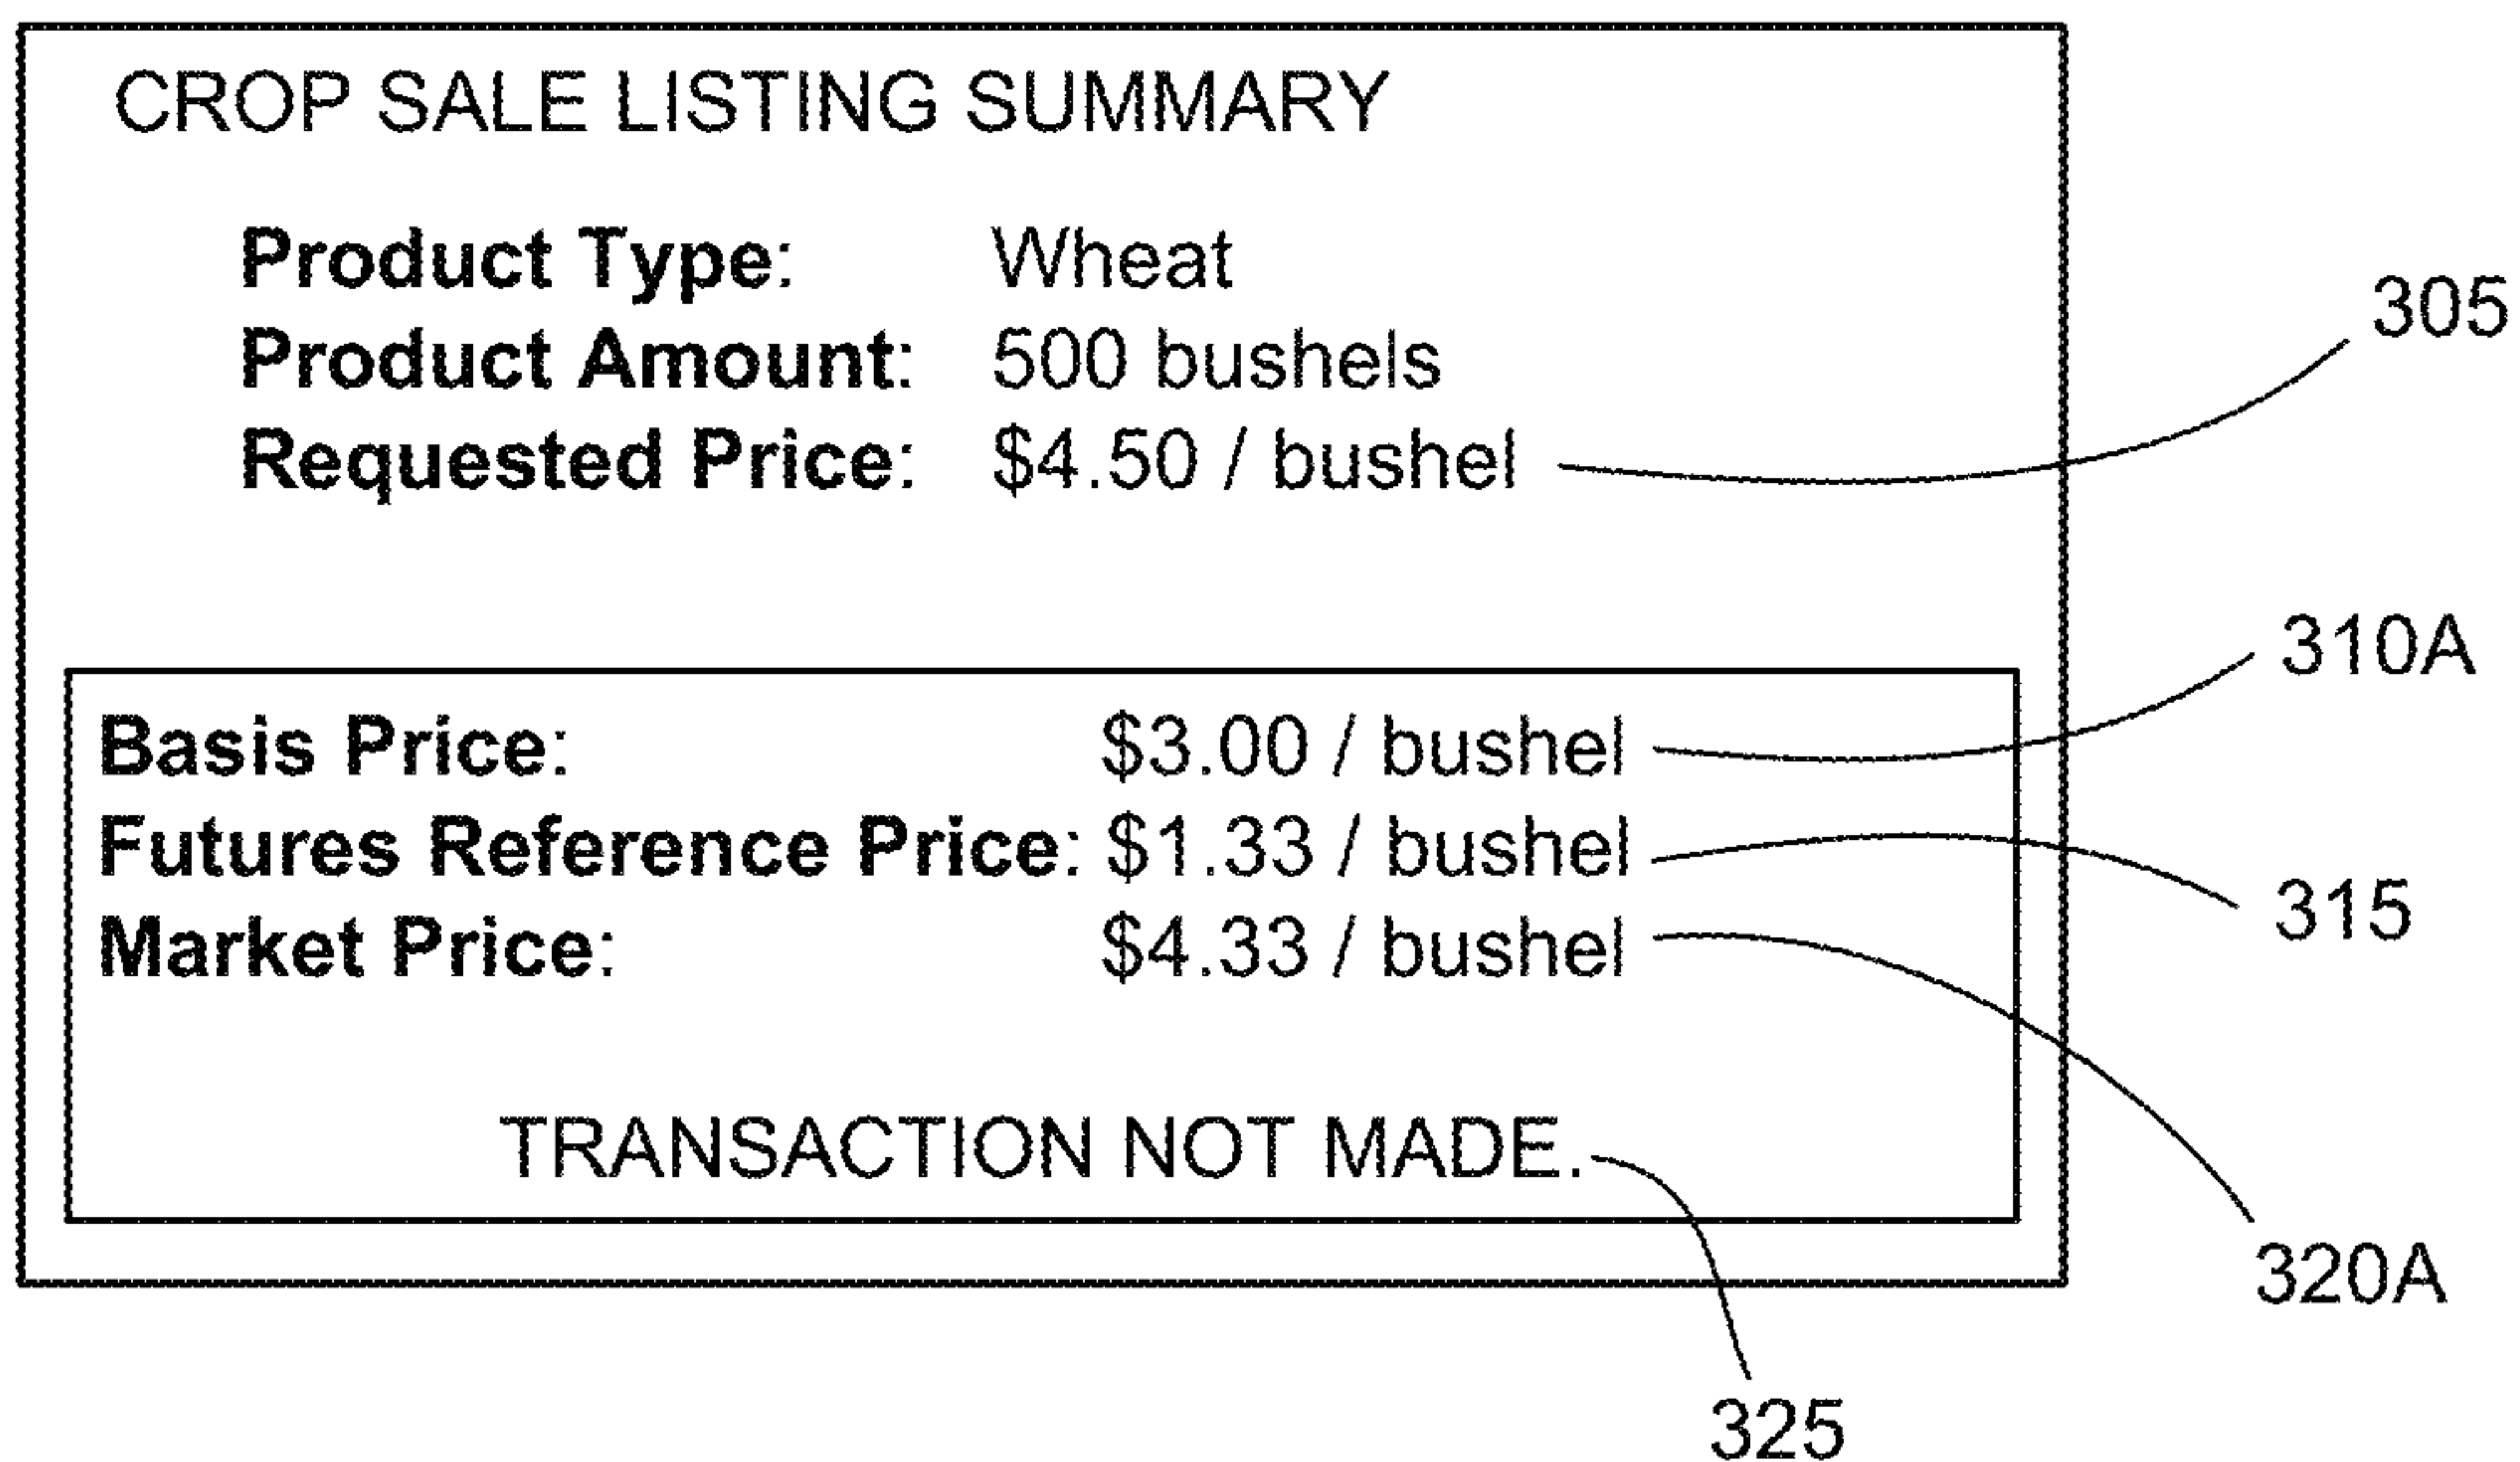 CROP SALE LISTING SUMMARY
Product Type: Wheat
305
Product Amount: 500 bushels
Requested Price: $4.50 / bushel
310A
Basis Price: $3.00 / bushel
Futures Reference Price: $1.33 / bushel
315
Market Price: $4.33 / bushel
TRANSACTION NOT MADE.
320A
325